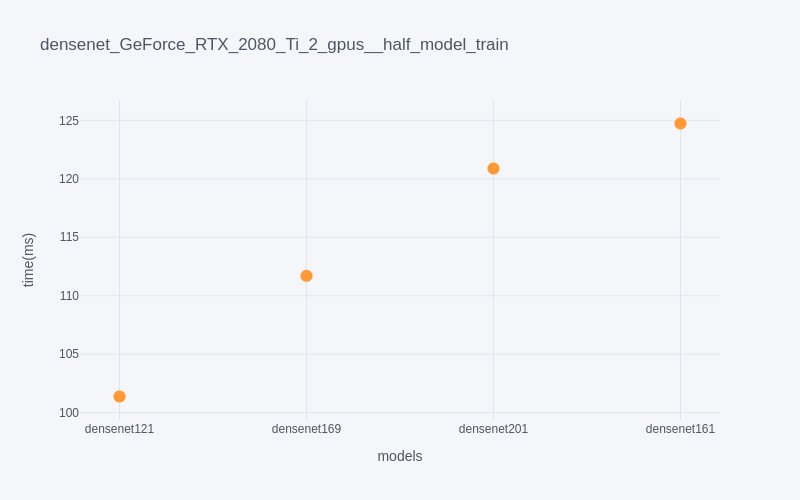 densenet_GeForce_RTX_2080_Ti_2_gpus__half_model_train
125
120
115
110
105
100
time(ms)
densenet121
densenet169
densenet201
densenet161
models